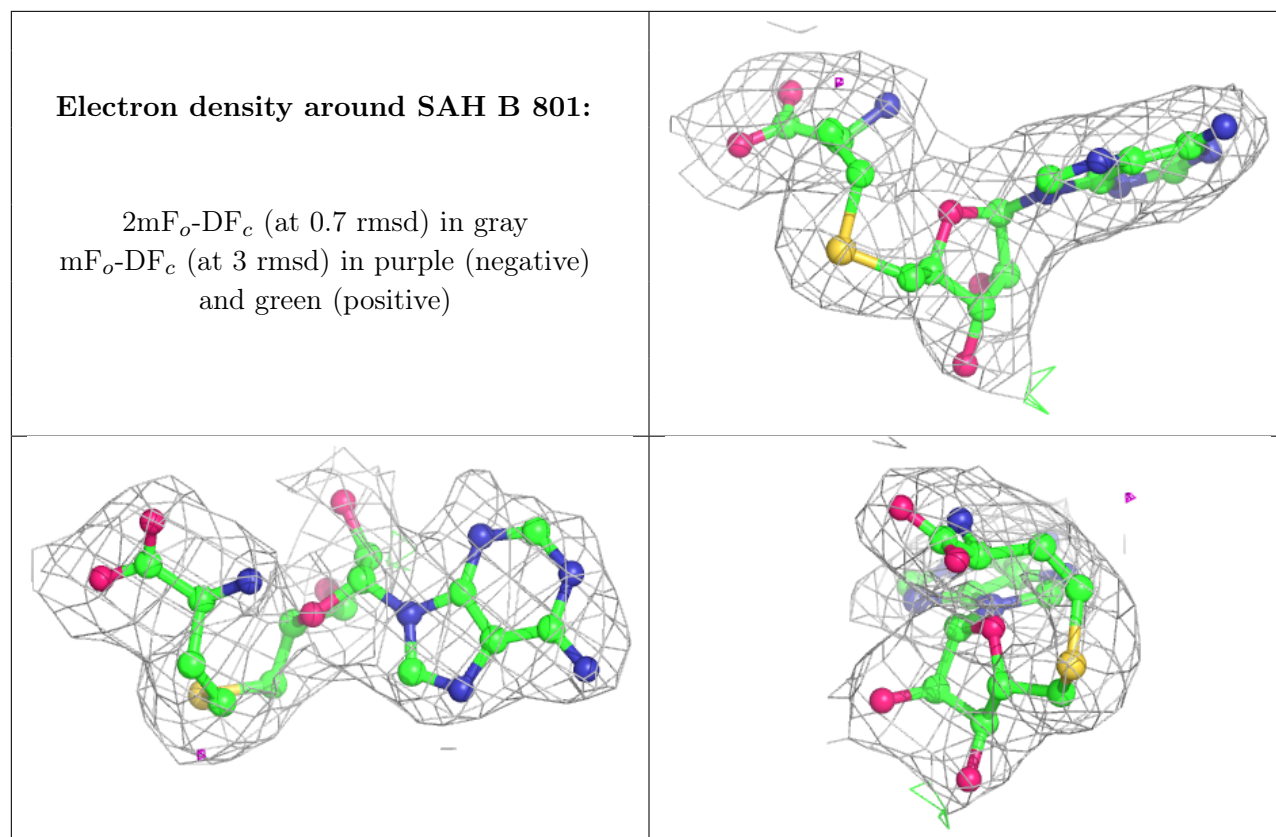 Electron density around SAH B 801:
2mFo-DFc (at 0.7 rmsd) in gray
mFo-DFc (at 3 rmsd) in purple (negative)
and green (positive)